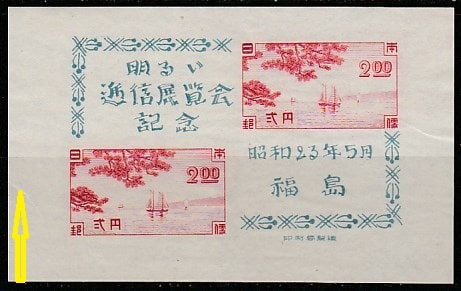 明るい
逓信展覧会
記念
日本
2.00
弐円
郵便
昭和23年5月
福島
日本
2.00
弐円
郵便
印刷局製造